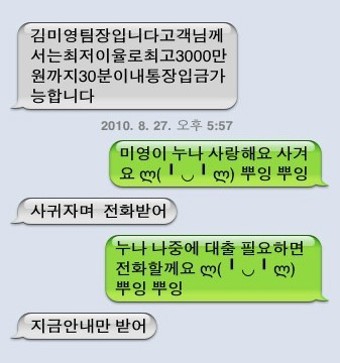 김미영팀장입니다고객님께
서는최저이율로최고3000만
원까지30분이내통장입금가
능합니다
2010. 8. 27. 오후 5:57
미영이 누나 사랑해요 사겨
요 ლ(╹◡╹ლ) 뿌잉 뿌잉
사귀자며  전화받어
누나 나중에 대출 필요하면
전화할께요 ლ(╹◡╹ლ)
뿌잉 뿌잉
지금안내만 받어